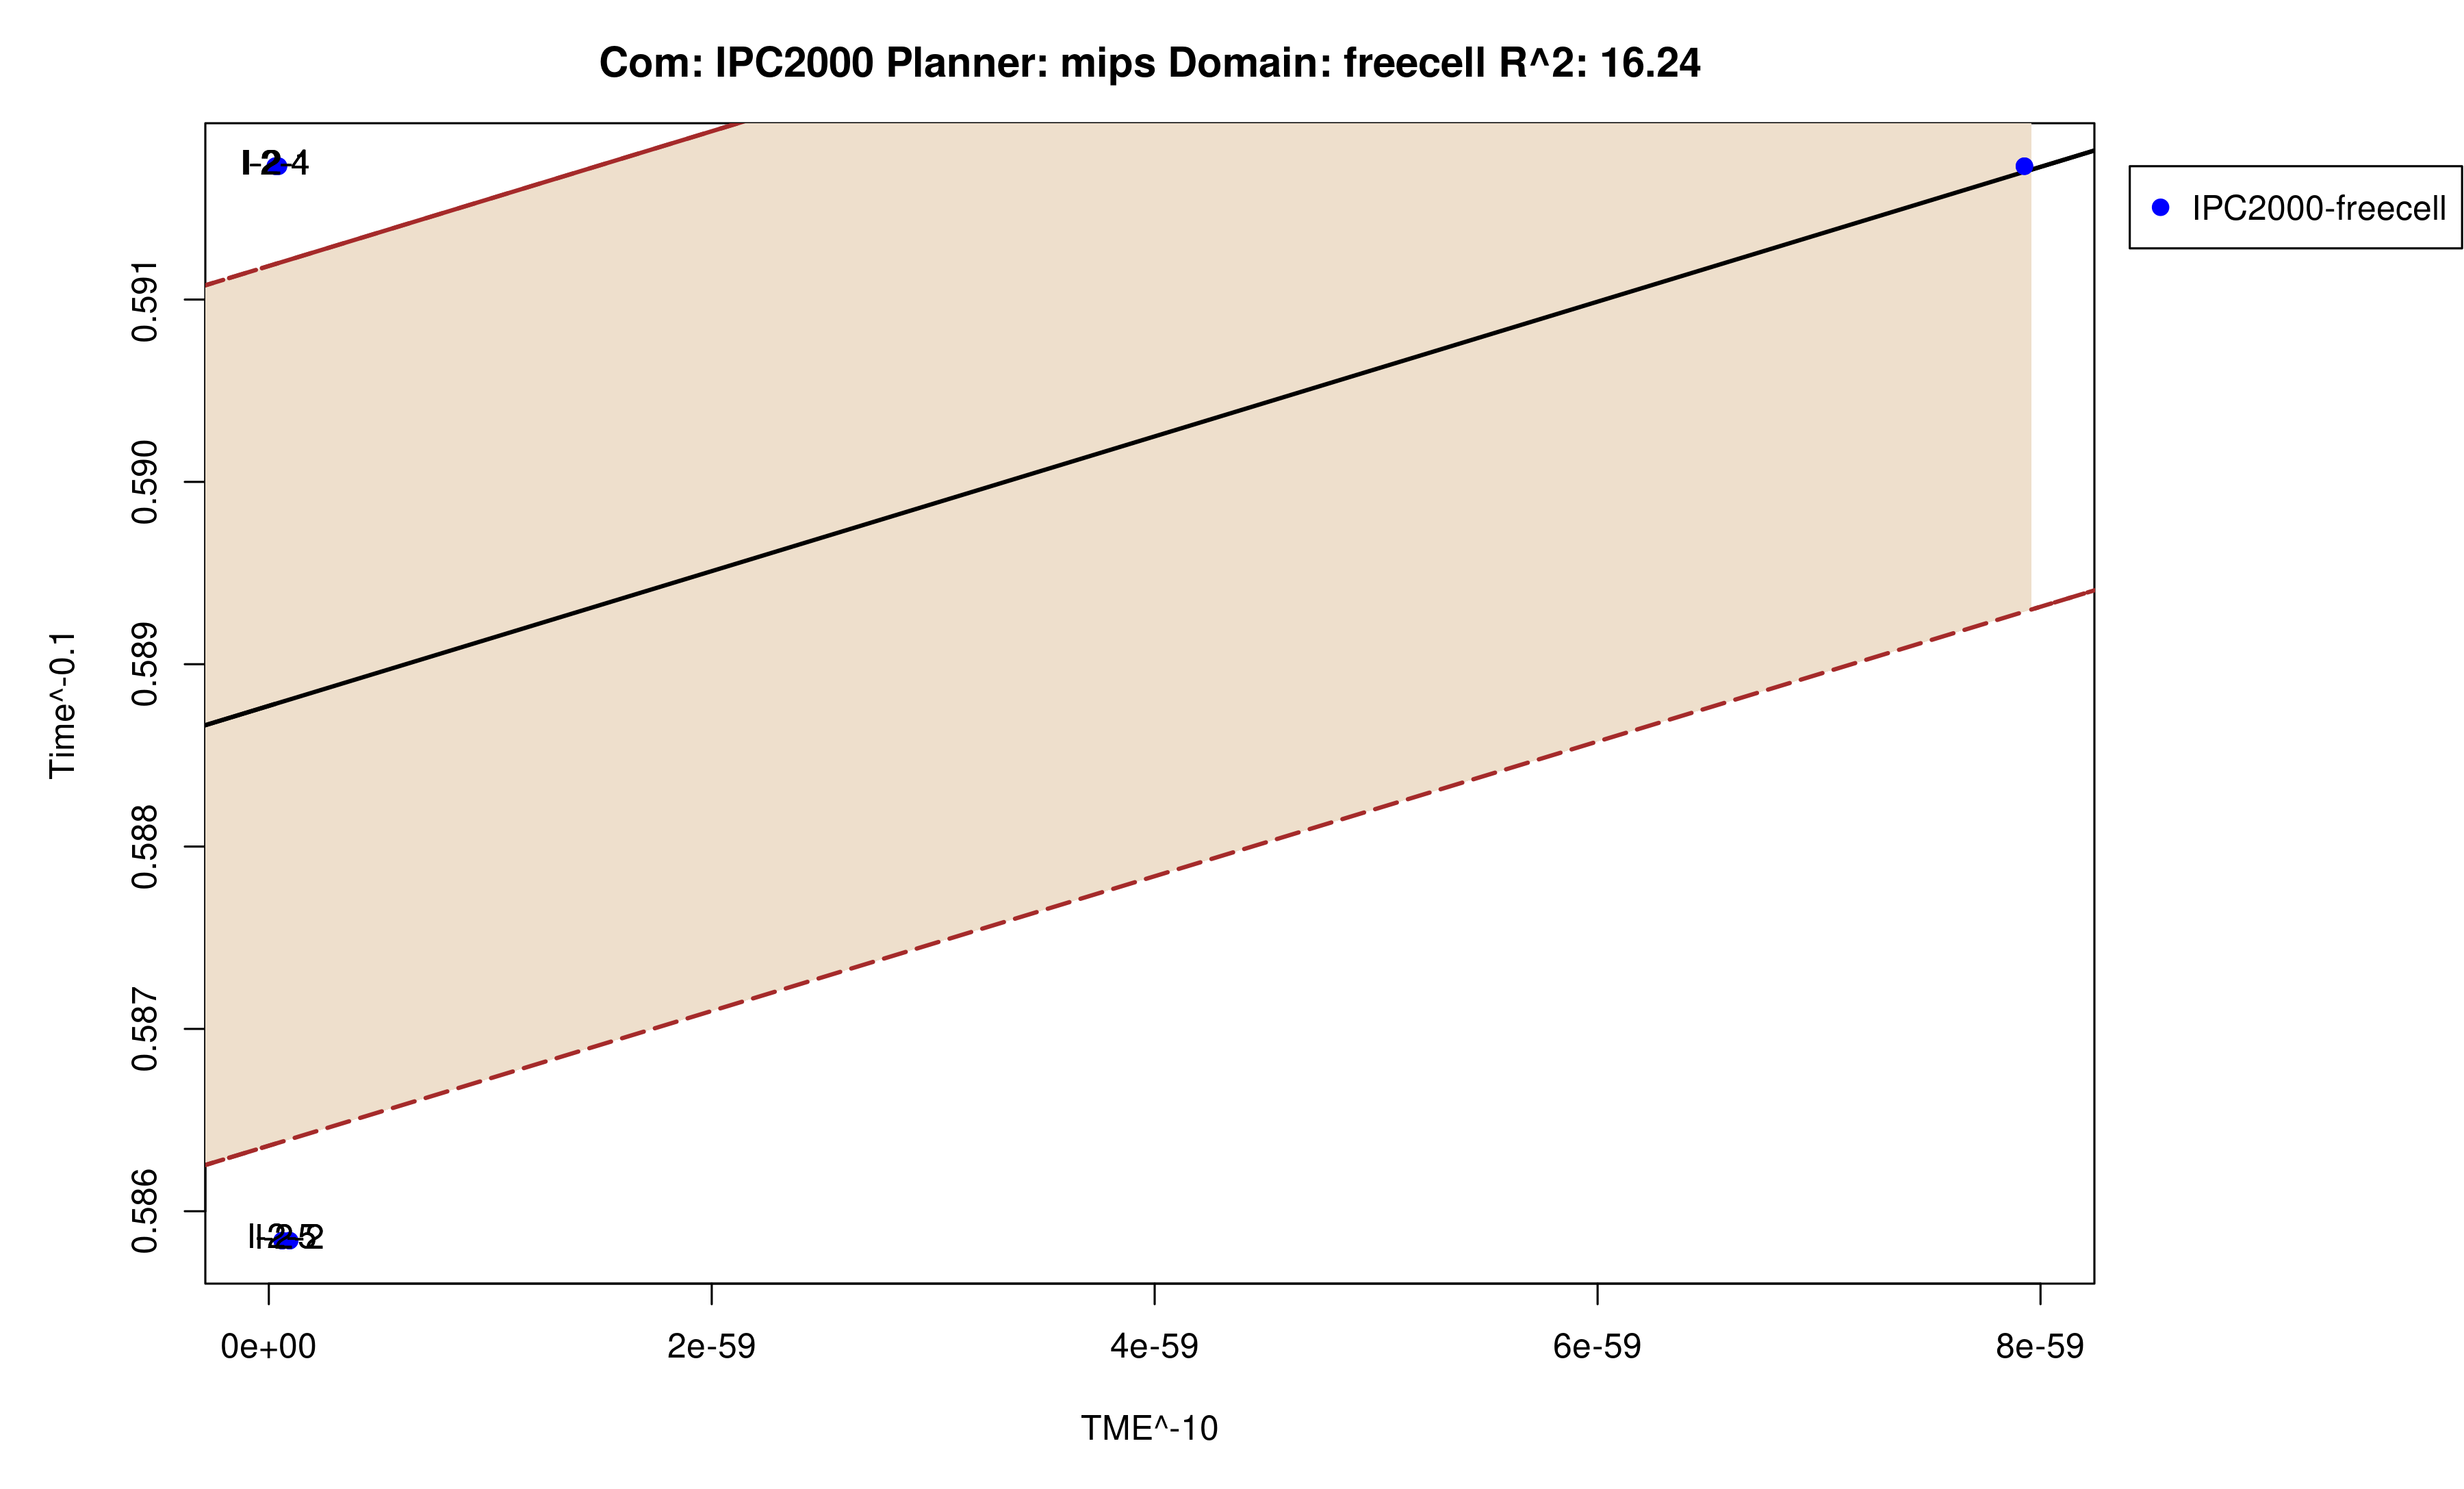 Com: IPC2000 Planner: mips Domain: freecell R^2: 16.24
IPC2000-freecell
0.591
0.590
0.589
0.588
0.587
0.586
Time^-0.1
0e+00
2e-59
4e-59
6e-59
8e-59
TME^-10